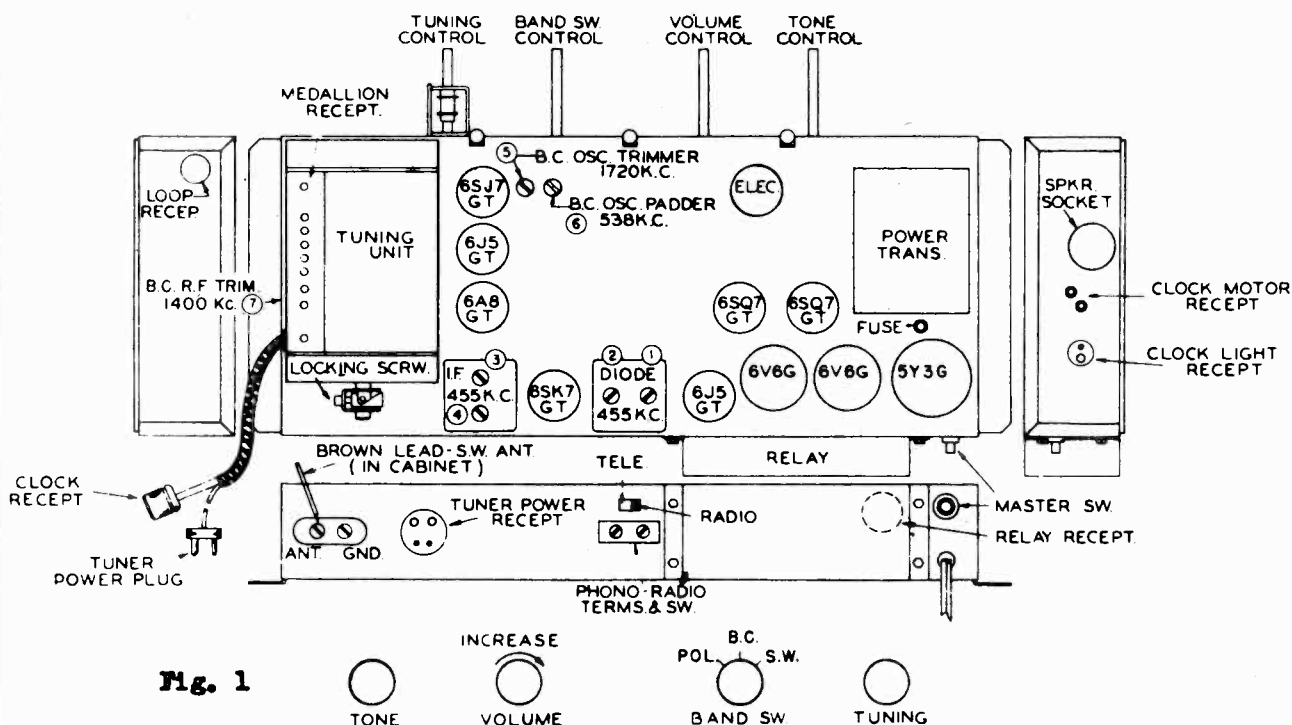 TUNING
CONTROL
BAND SW.
CONTROL
VOLUME
CONTROL
TONE
CONTROL
MEDALLION
RECEPT.
LOOP
RECEP
TUNING
UNIT
B.C. R.F TRIM.
1400 Kc. 7
LOCKING SCRW.
6SJ7
GT
6J5
GT
6A8
GT
5
B.C. OSC. TRIMMER
1720K.C.
B.C. OSC. PADDER
6 538K.C.
ELEC.
POWER
TRANS.
6SQ7
GT
6SQ7
GT
FUSE
3
I.F.
455K.C.
4
6SK7
GT
2 1
DIODE
455K.C.
6J5
GT
6V6G
6V6G
5Y3G
SPKR.
SOCKET
CLOCK MOTOR
RECEPT
CLOCK LIGHT
RECEPT
BROWN LEAD-S.W. ANT.
(IN CABINET)
TELE.
RELAY
CLOCK
RECEPT
TUNER
POWER PLUG
ANT. GND.
TUNER POWER
RECEPT
RADIO
MASTER SW.
RELAY RECEPT.
PHONO-RADIO
TERMS.& SW.
Fig. 1
TONE
INCREASE
VOLUME
POL. B.C. S.W.
BAND SW.
TUNING